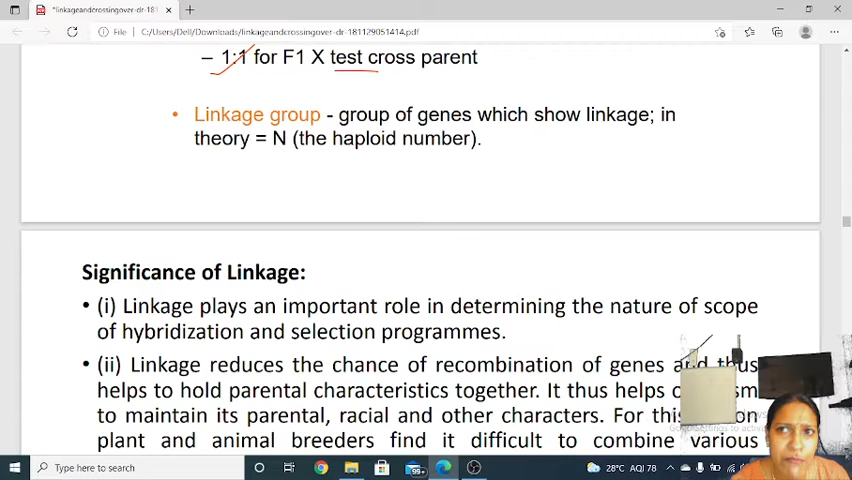 *linkageandcrossingover-dr-181
File
C:/Users/Dell/Downloads/linkageandcrossingover-dr-181129051414.pdf
– 1:1 for F1 X test cross parent
• Linkage group - group of genes which show linkage; in
theory = N (the haploid number).
Significance of Linkage:
• (i) Linkage plays an important role in determining the nature of scope
of hybridization and selection programmes.
• (ii) Linkage reduces the chance of recombination of genes and thus
helps to hold parental characteristics together. It thus helps
to maintain its parental, racial and other characters. For this
plant and animal breeders find it difficult to combine various
Type here to search
99+
28°C AQI 78